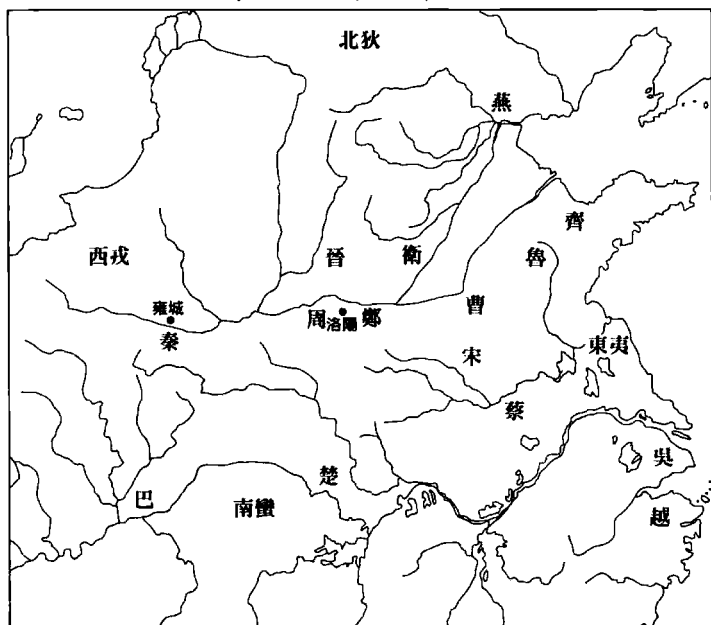 北狄
燕
齊
西戎
晉
衛
魯
雍城
周
洛陽
鄭
曹
秦
宋
東夷
蔡
吳
楚
巴
南蠻
越